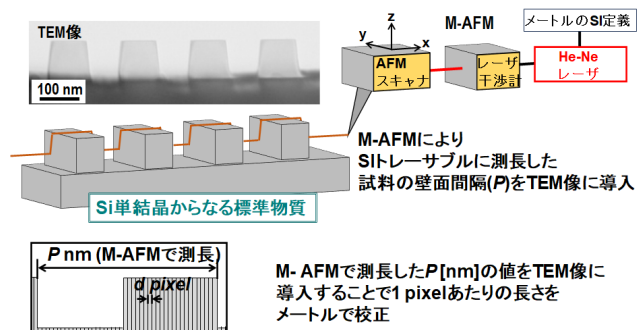 TEM像
100 nm
z
y
x
AFM
スキャナ
M-AFM
レーザ
干渉計
メートルのSI定義
He-Ne
レーザ
M-AFMにより
SIトレーサブルに測長した
試料の壁面間隔(P)をTEM像に導入
Si単結晶からなる標準物質
P nm (M-AFMで測長)
d pixel
M- AFMで測長したP [nm]の値をTEM像に
導入することで1 pixelあたりの長さを
メートルで校正